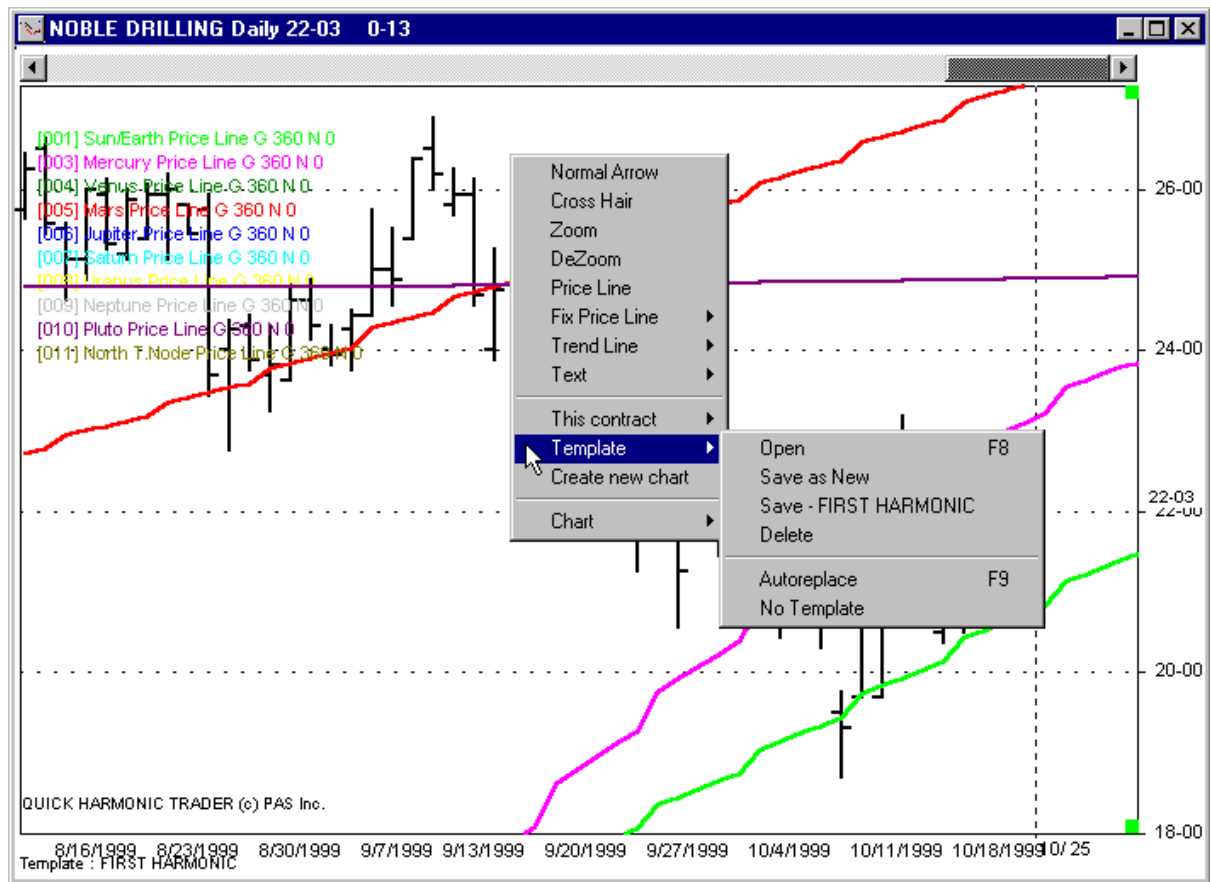 NOBLE DRILLING Daily 22-03 0-13
[001] Sun/Earth Price Line G 360 N 0
[003] Mercury Price Line G 360 N 0
[004] Venus Price Line G 360 N 0
[005] Mars Price Line G 360 N 0
[006] Jupiter Price Line G 360 N 0
[007] Saturn Price Line G 360 N 0
[008] Uranus Price Line G 360 N 0
[009] Neptune Price Line G 360 N 0
[010] Pluto Price Line G 360 N 0
[011] North T.Node Price Line G 360 N 0
Normal Arrow
Cross Hair
Zoom
DeZoom
Price Line
Fix Price Line
Trend Line
Text
This contract
Template
Create new chart
Chart
Open F8
Save as New
Save - FIRST HARMONIC
Delete
Autoreplace F9
No Template
26-00
24-00
22-03
22-00
20-00
18-00
QUICK HARMONIC TRADER (c) PAS Inc.
8/16/1999 8/23/1999 8/30/1999 9/7/1999 9/13/1999 9/20/1999 9/27/1999 10/4/1999 10/11/1999 10/18/1999 10/25
Template : FIRST HARMONIC